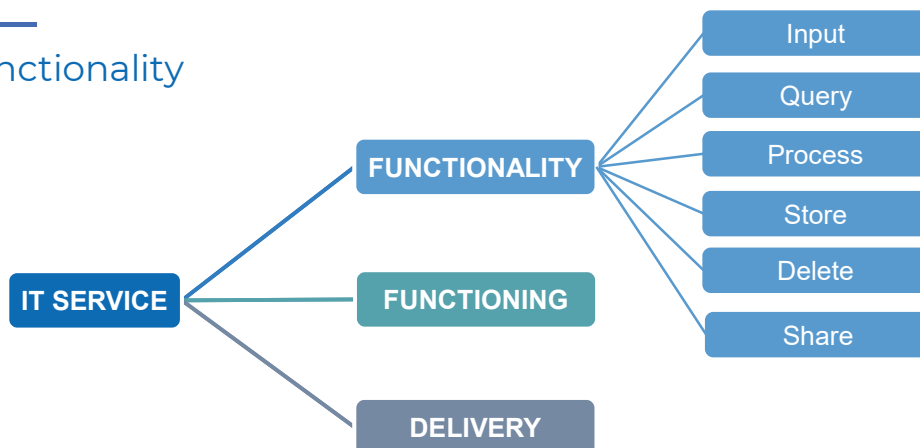 nctionality
Input
Query
FUNCTIONALITY
Process
Store
Delete
IT SERVICE
FUNCTIONING
Share
DELIVERY